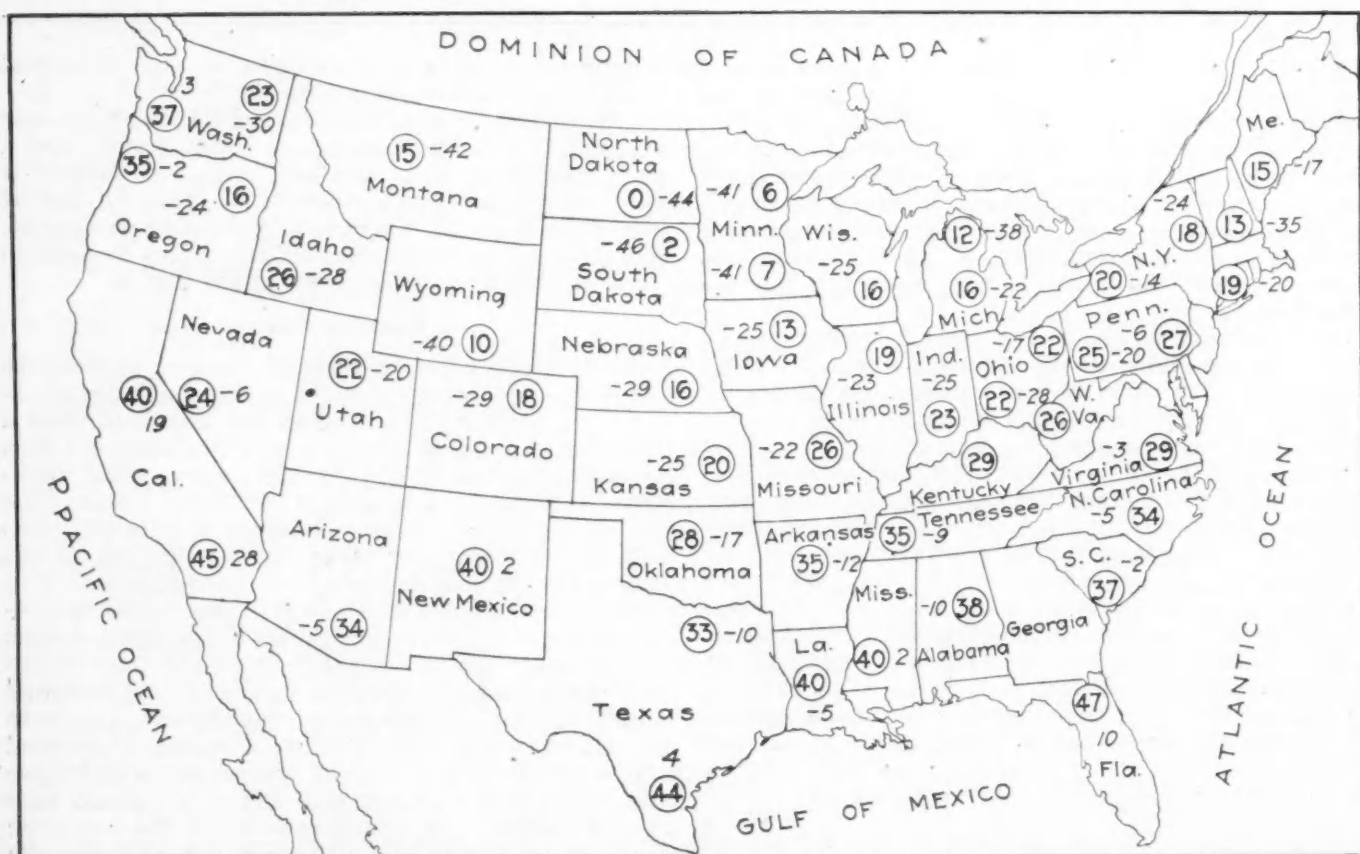 DOMINION OF CANADA
3
37
23
-30
Wash.
35 -2
16
-24
Oregon
15 -42
Montana
Idaho
26 -28
North
Dakota
0 -44
-46 2
South
Dakota
-41 6
Minn.
-41 7
Wis.
-25
16
12 -38
16 -22
Mich.
Me.
15 -17
-24
18
13 -35
N.Y.
20 -14
19 -20
Wyoming
-40 10
Nevada
24 -6
40
19
Cal.
45 28
22 -20
Utah
-29 18
Colorado
Nebraska
-29 16
-25 13
Iowa
19
-23
Illinois
Ind.
-25
23
-17 22
Ohio
22 -28
Penn.
-6
25 -20 27
W.
Va.
26
-25 20
Kansas
-22 26
Missouri
29
Kentucky
-3 29
Virginia
N.Carolina
-5 34
Tennessee
35 -9
Arizona
-5 34
40 2
New Mexico
28 -17
Oklahoma
Arkansas
35 -12
Miss.
40 2
-10 38
Alabama
Georgia
S.C. -2
37
33 -10
Texas
4
44
La.
40
-5
47
10
Fla.
PACIFIC OCEAN
GULF OF MEXICO
ATLANTIC OCEAN